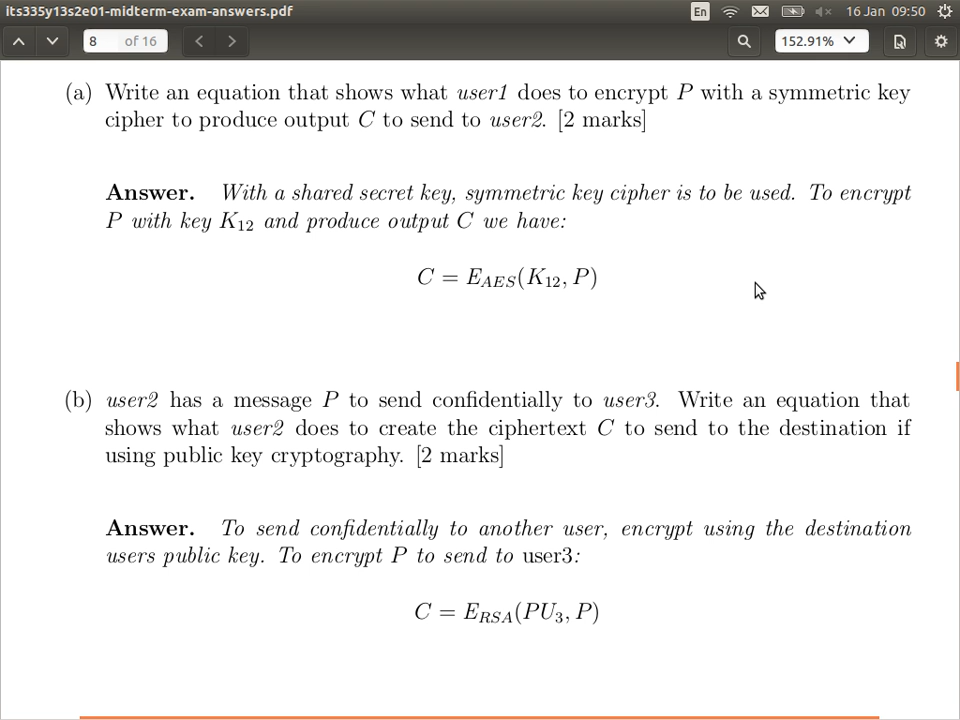 its335y13s2e01-midterm-exam-answers.pdf En 16 Jan 09:50
8 of 16 152.91%
(a) Write an equation that shows what user1 does to encrypt P with a symmetric key
cipher to produce output C to send to user2. [2 marks]
Answer. With a shared secret key, symmetric key cipher is to be used. To encrypt
P with key K12 and produce output C we have:
C = EAES(K12, P)
(b) user2 has a message P to send confidentially to user3. Write an equation that
shows what user2 does to create the ciphertext C to send to the destination if
using public key cryptography. [2 marks]
Answer. To send confidentially to another user, encrypt using the destination
users public key. To encrypt P to send to user3:
C = ERSA(PU3, P)